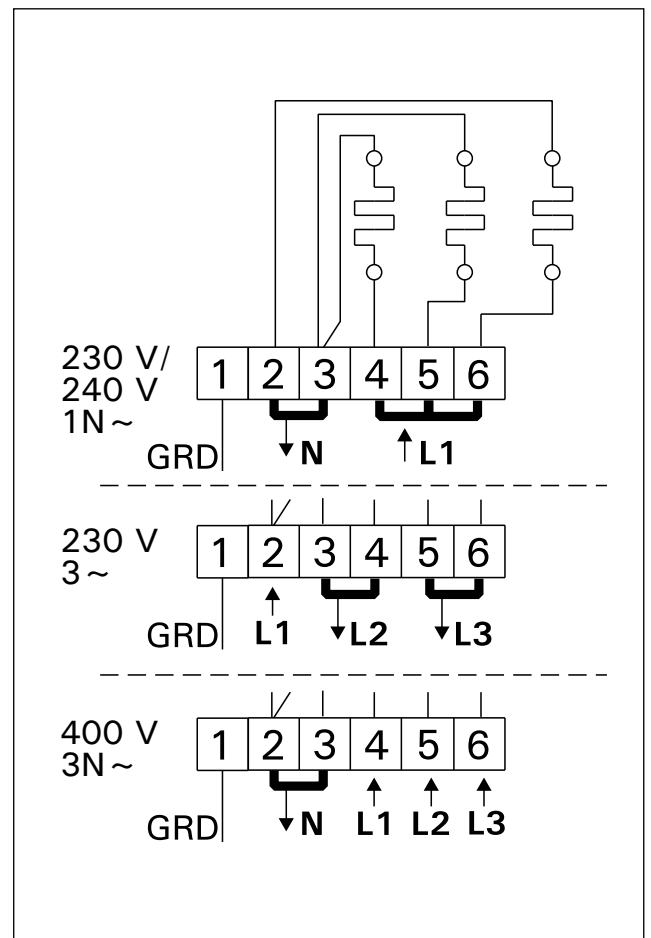 230 V/
240 V
1N~
1 2 3 4 5 6
GRD N L1
230 V
3~
1 2 3 4 5 6
GRD L1 L2 L3
400 V
3N~
1 2 3 4 5 6
GRD N L1 L2 L3